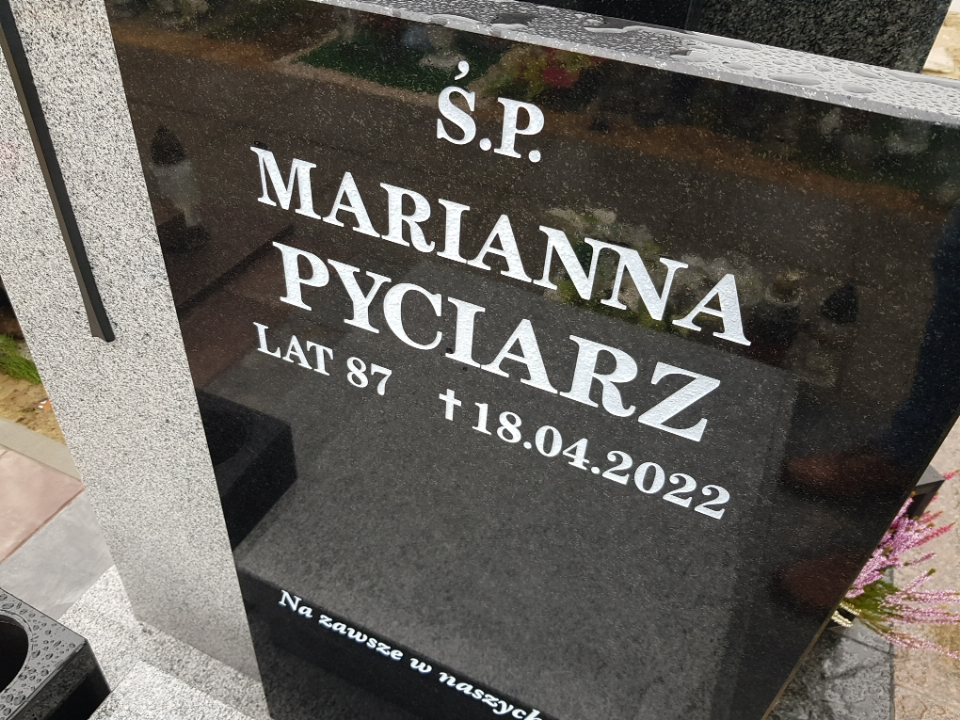 Ś.P.
MARIANNA
PYCIARZ
LAT 87 ✝18.04.2022
Na zawsze w naszych